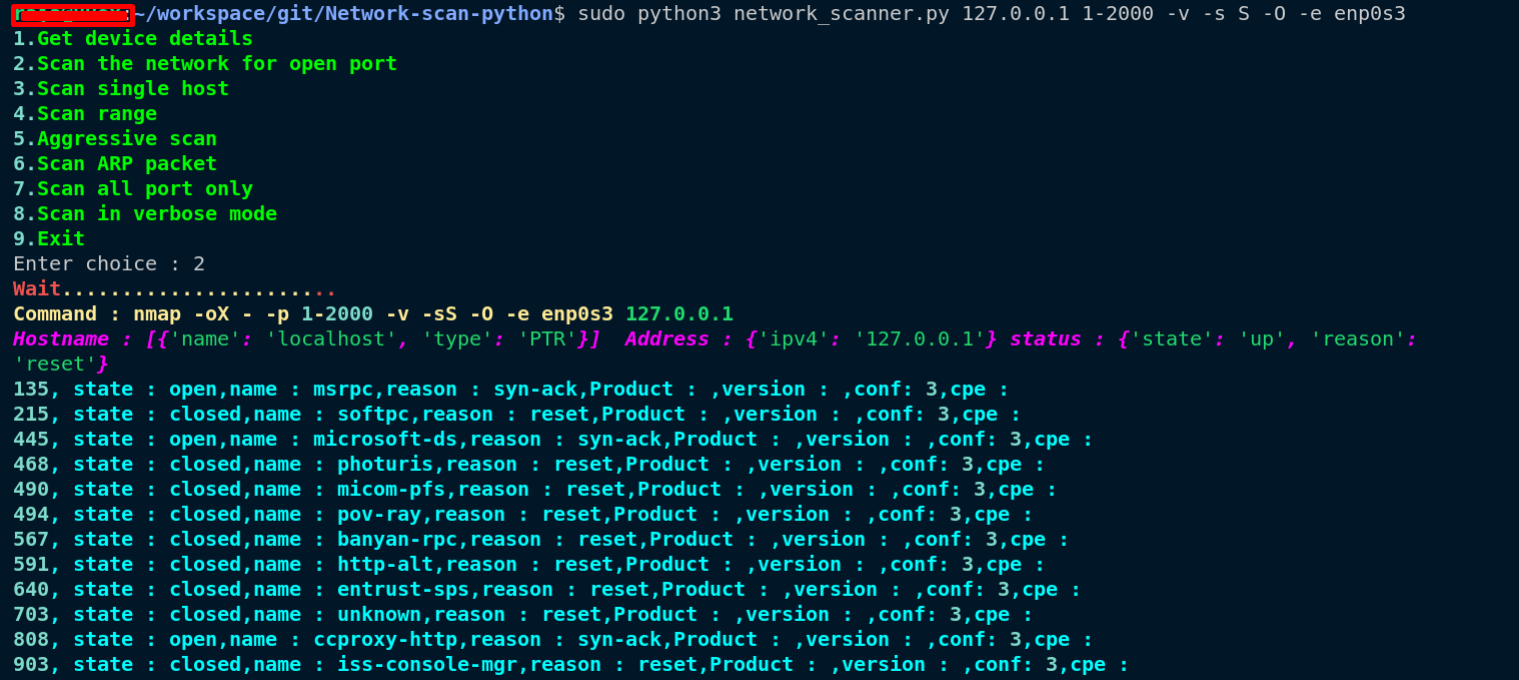 :~/workspace/git/Network-scan-python$ sudo python3 network_scanner.py 127.0.0.1 1-2000 -v -s S -O -e enp0s3
1.Get device details
2.Scan the network for open port
3.Scan single host
4.Scan range
5.Aggressive scan
6.Scan ARP packet
7.Scan all port only
8.Scan in verbose mode
9.Exit
Enter choice : 2
Wait.......................
Command : nmap -oX - -p 1-2000 -v -sS -O -e enp0s3 127.0.0.1
Hostname : [{'name': 'localhost', 'type': 'PTR'}]  Address : {'ipv4': '127.0.0.1'} status : {'state': 'up', 'reason':
'reset'}
135, state : open,name : msrpc,reason : syn-ack,Product : ,version : ,conf: 3,cpe :
215, state : closed,name : softpc,reason : reset,Product : ,version : ,conf: 3,cpe :
445, state : open,name : microsoft-ds,reason : syn-ack,Product : ,version : ,conf: 3,cpe :
468, state : closed,name : photuris,reason : reset,Product : ,version : ,conf: 3,cpe :
490, state : closed,name : micom-pfs,reason : reset,Product : ,version : ,conf: 3,cpe :
494, state : closed,name : pov-ray,reason : reset,Product : ,version : ,conf: 3,cpe :
567, state : closed,name : banyan-rpc,reason : reset,Product : ,version : ,conf: 3,cpe :
591, state : closed,name : http-alt,reason : reset,Product : ,version : ,conf: 3,cpe :
640, state : closed,name : entrust-sps,reason : reset,Product : ,version : ,conf: 3,cpe :
703, state : closed,name : unknown,reason : reset,Product : ,version : ,conf: 3,cpe :
808, state : open,name : ccproxy-http,reason : syn-ack,Product : ,version : ,conf: 3,cpe :
903, state : closed,name : iss-console-mgr,reason : reset,Product : ,version : ,conf: 3,cpe :